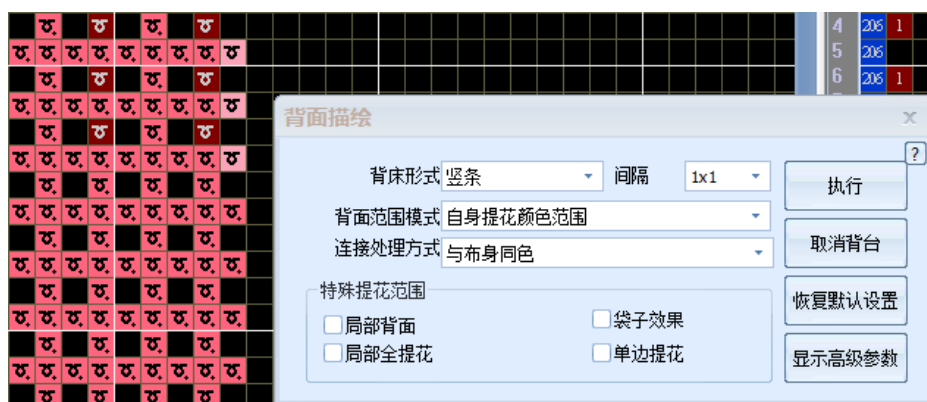 4 206 1
5 206
6 206 1
背面描绘 x
?
背床形式 竖条 间隔 1x1 执行
背面范围模式 自身提花颜色范围
连接处理方式 与布身同色 取消背台
特殊提花范围 恢复默认设置
局部背面 袋子效果
局部全提花 单边提花 显示高级参数